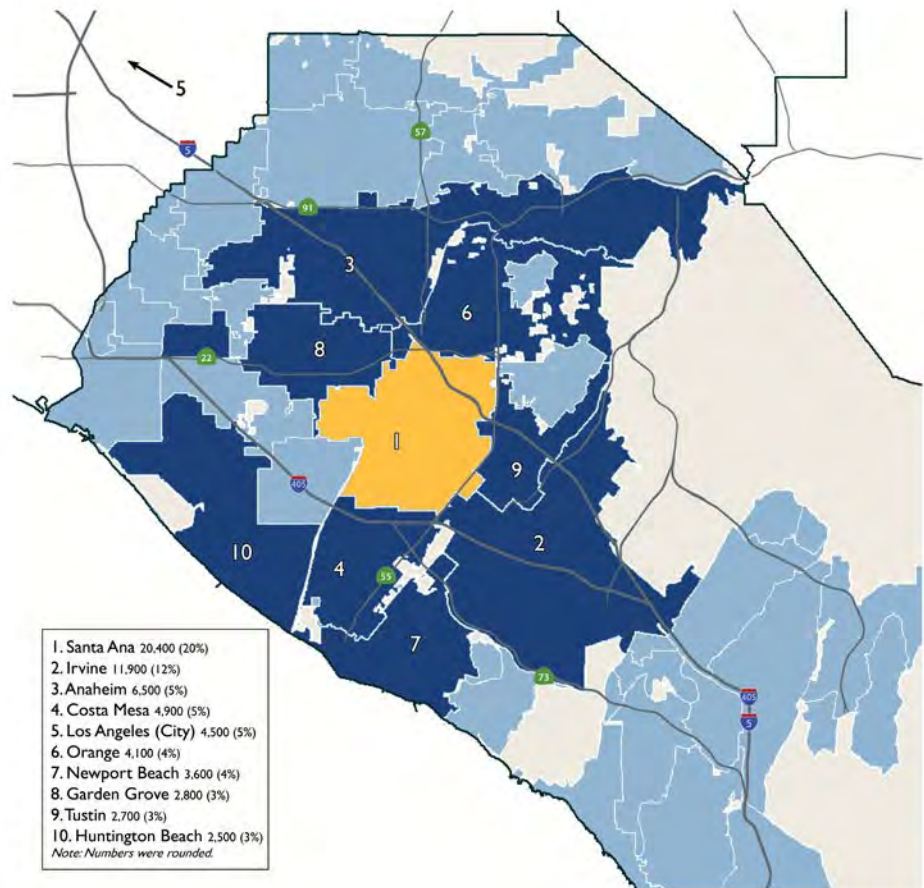 5
5
57
91
3
6
8
22
1
9
405
2
10
4
55
7
73
405
5
1. Santa Ana 20,400 (20%)
2. Irvine 11,900 (12%)
3. Anaheim 6,500 (5%)
4. Costa Mesa 4,900 (5%)
5. Los Angeles (City) 4,500 (5%)
6. Orange 4,100 (4%)
7. Newport Beach 3,600 (4%)
8. Garden Grove 2,800 (3%)
9. Tustin 2,700 (3%)
10. Huntington Beach 2,500 (3%)
Note: Numbers were rounded.